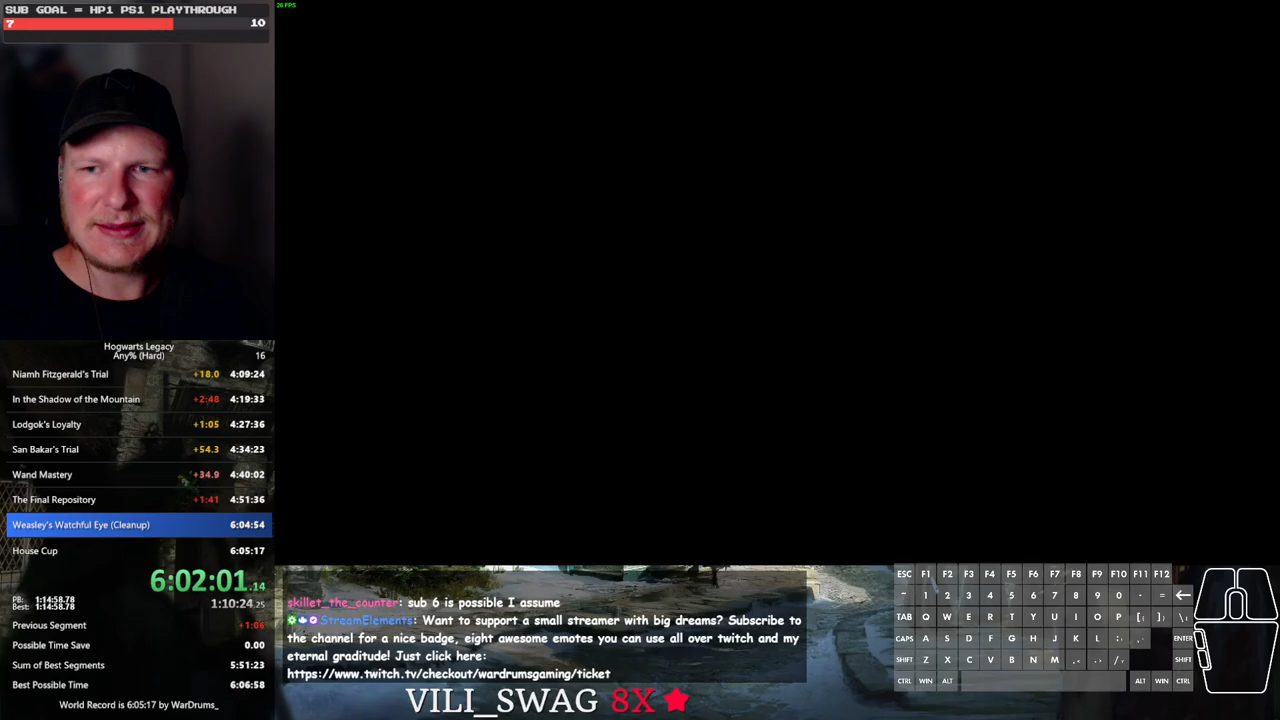 SUB GOAL = HP1 PS1 PLAYTHROUGH
7 10
26 FPS
Hogwarts Legacy
Any% (Hard) 16
Niamh Fitzgerald's Trial +18.0 4:09:24
In the Shadow of the Mountain +2:48 4:19:33
Lodgok's Loyalty +1:05 4:27:36
San Bakar's Trial +54.3 4:34:23
Wand Mastery +34.9 4:40:02
The Final Repository +1:41 4:51:36
Weasley's Watchful Eye (Cleanup) 6:04:54
House Cup 6:05:17
6:02:01.14
PB: 1:14:58.78
Best: 1:14:58.78 1:10:24.25
Previous Segment +1:06
Possible Time Save 0.00
Sum of Best Segments 5:51:23
Best Possible Time 6:06:58
World Record is 6:05:17 by WarDrums_
skillet_the_counter: sub 6 is possible I assume
StreamElements: Want to support a small streamer with big dreams? Subscribe to
the channel for a nice badge, eight awesome emotes you can use all over twitch and my
eternal graditude! Just click here:
https://www.twitch.tv/checkout/wardrumsgaming/ticket
VILI_SWAG 8X
ESC F1 F2 F3 F4 F5 F6 F7 F8 F9 F10 F11 F12
~ 1 2 3 4 5 6 7 8 9 0 - =
TAB Q W E R T Y U I O P [{ ]} \|
CAPS A S D F G H J K L ;: ," ENTER
SHIFT Z X C V B N M ,< .> /? SHIFT
CTRL WIN ALT ALT WIN CTRL